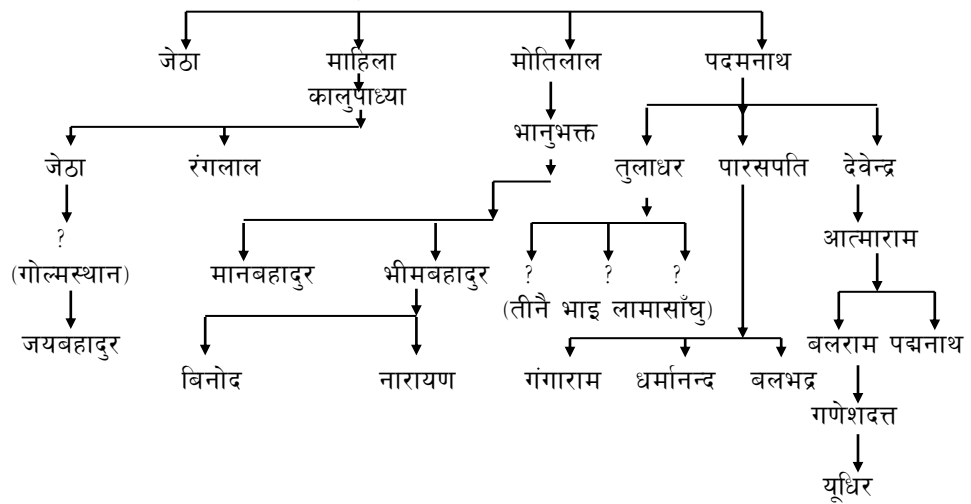 जेठा माहिला मोतिलाल पदमनाथ
कालुपाध्या
भानुभक्त
जेठा रंगलाल तुलाधर पारसपति देवेन्द्र
? आत्माराम
(गोल्मस्थान) मानबहादुर भीमबहादुर ? ? ?
(तीनै भाइ लामासाँघु)
जयबहादुर बलराम पद्मनाथ
बिनोद नारायण गंगाराम धर्मानन्द बलभद्र
गणेशदत्त
यूधिर